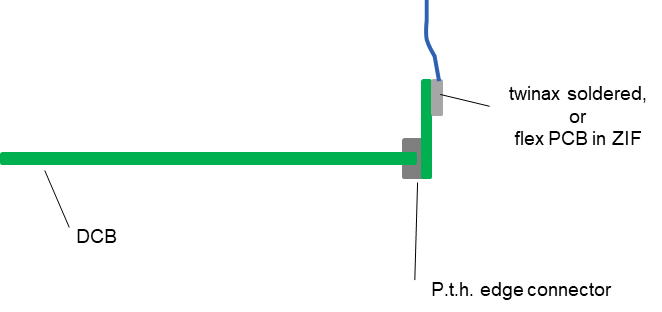 twinax soldered,
or
flex PCB in ZIF
DCB
P.t.h. edge connector